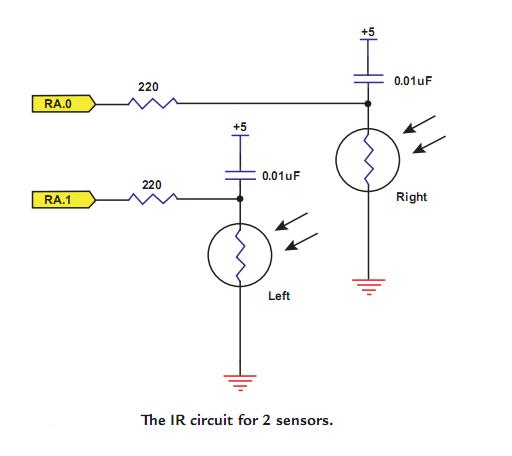 +5
0.01uF
220
RA.0
+5
0.01uF
220
RA.1
Right
Left
The IR circuit for 2 sensors.